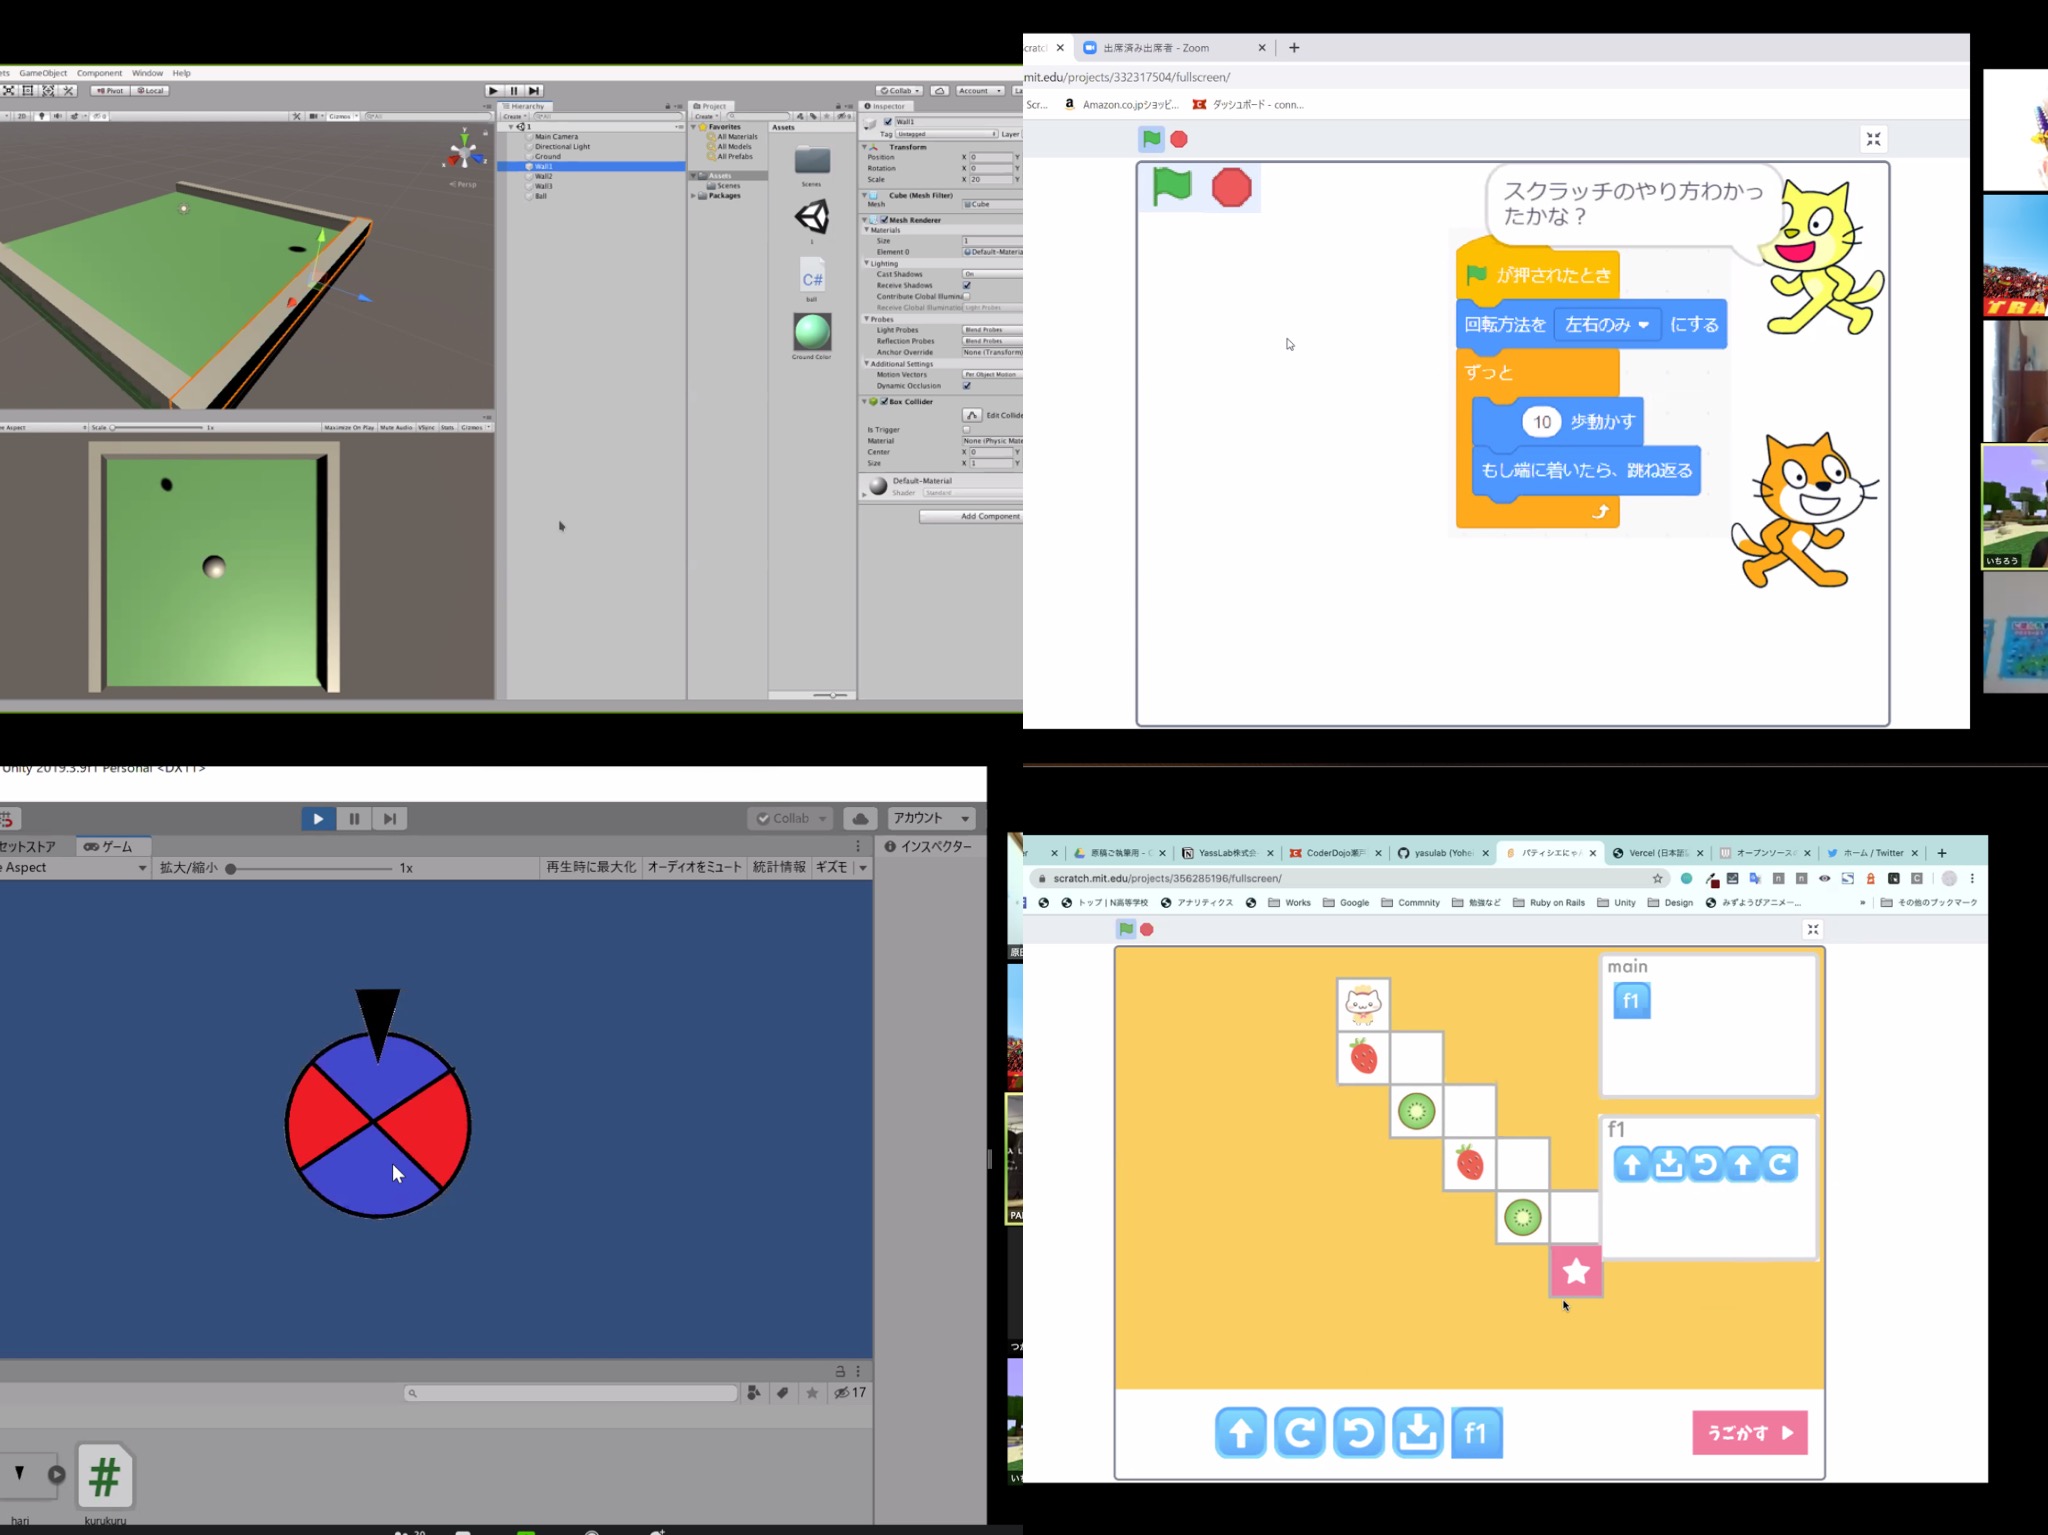 GameObject Component Window Help
Pivot Local
Collab Account
Hierarchy
Create
1
Main Camera
Directional Light
Ground
Wall1
Wall2
Wall3
Ball
Project
Create
Favorites
All Materials
All Models
All Prefabs
Assets
Scenes
Packages
Assets
Scenes
1
C#
ball
Ground Color
Inspector
Wall1
Tag Untagged Layer
Transform
Position X 0 Y
Rotation X 0 Y
Scale X 20 Y
Cube (Mesh Filter)
Mesh Cube
Mesh Renderer
Materials
Size 1
Element 0 Default-Materia
Lighting
Cast Shadows On
Receive Shadows
Contribute Global Illumina
Receive Global Illuminatio Light Probes
Probes
Light Probes Blend Probes
Reflection Probes Blend Probes
Anchor Override None (Transform)
Additional Settings
Motion Vectors Per Object Motion
Dynamic Occlusion
Box Collider
Edit Collide
Is Trigger
Material None (Physic Mate
Center X 0 Y
Size X 1 Y
Default-Material
Shader Standard
Add Component
2D Gizmos
Persp
Aspect Scale 1x Maximize On Play Mute Audio VSync Stats Gizmos
出席済み出席者 - Zoom
mit.edu/projects/332317504/fullscreen/
Scr... Amazon.co.jpショッピ... ダッシュボード - conn...
スクラッチのやり方わかっ
たかな？
が押されたとき
回転方法を 左右のみ にする
ずっと
10 歩動かす
もし端に着いたら、跳ね返る
いちろう
Unity 2019.3.9f1 Personal <DX11>
Collab アカウント
セットストア ゲーム インスペクター
Aspect 拡大/縮小 1x 再生時に最大化 オーディオをミュート 統計情報 ギズモ
17
#
hari kurukuru
原稿ご執筆用 - YassLab株式会 CoderDojo瀬戸 yasulab (Yohei パティシエにゃん Vercel (日本語 オープンソース ホーム / Twitter
scratch.mit.edu/projects/356285196/fullscreen/
トップ | N高等学校 アナリティクス Works Google Commnity 勉強など Ruby on Rails Unity Design みずようびアニメー... » その他のブックマーク
main
f1
f1
f1
うごかす